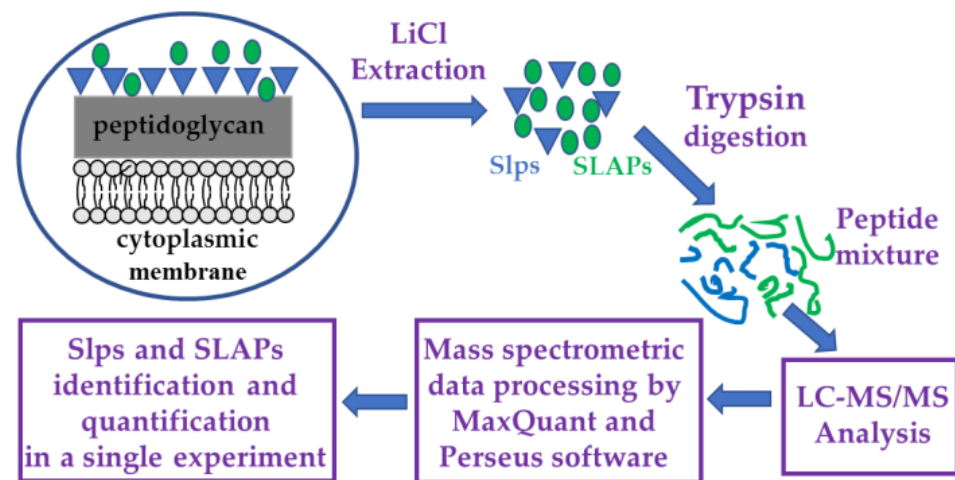 peptidoglycan
cytoplasmic
membrane
LiCl
Extraction
Slps
SLAPs
Trypsin
digestion
Peptide
mixture
LC-MS/MS
Analysis
Mass spectrometric
data processing by
MaxQuant and
Perseus software
Slps and SLAPs
identification and
quantification
in a single experiment